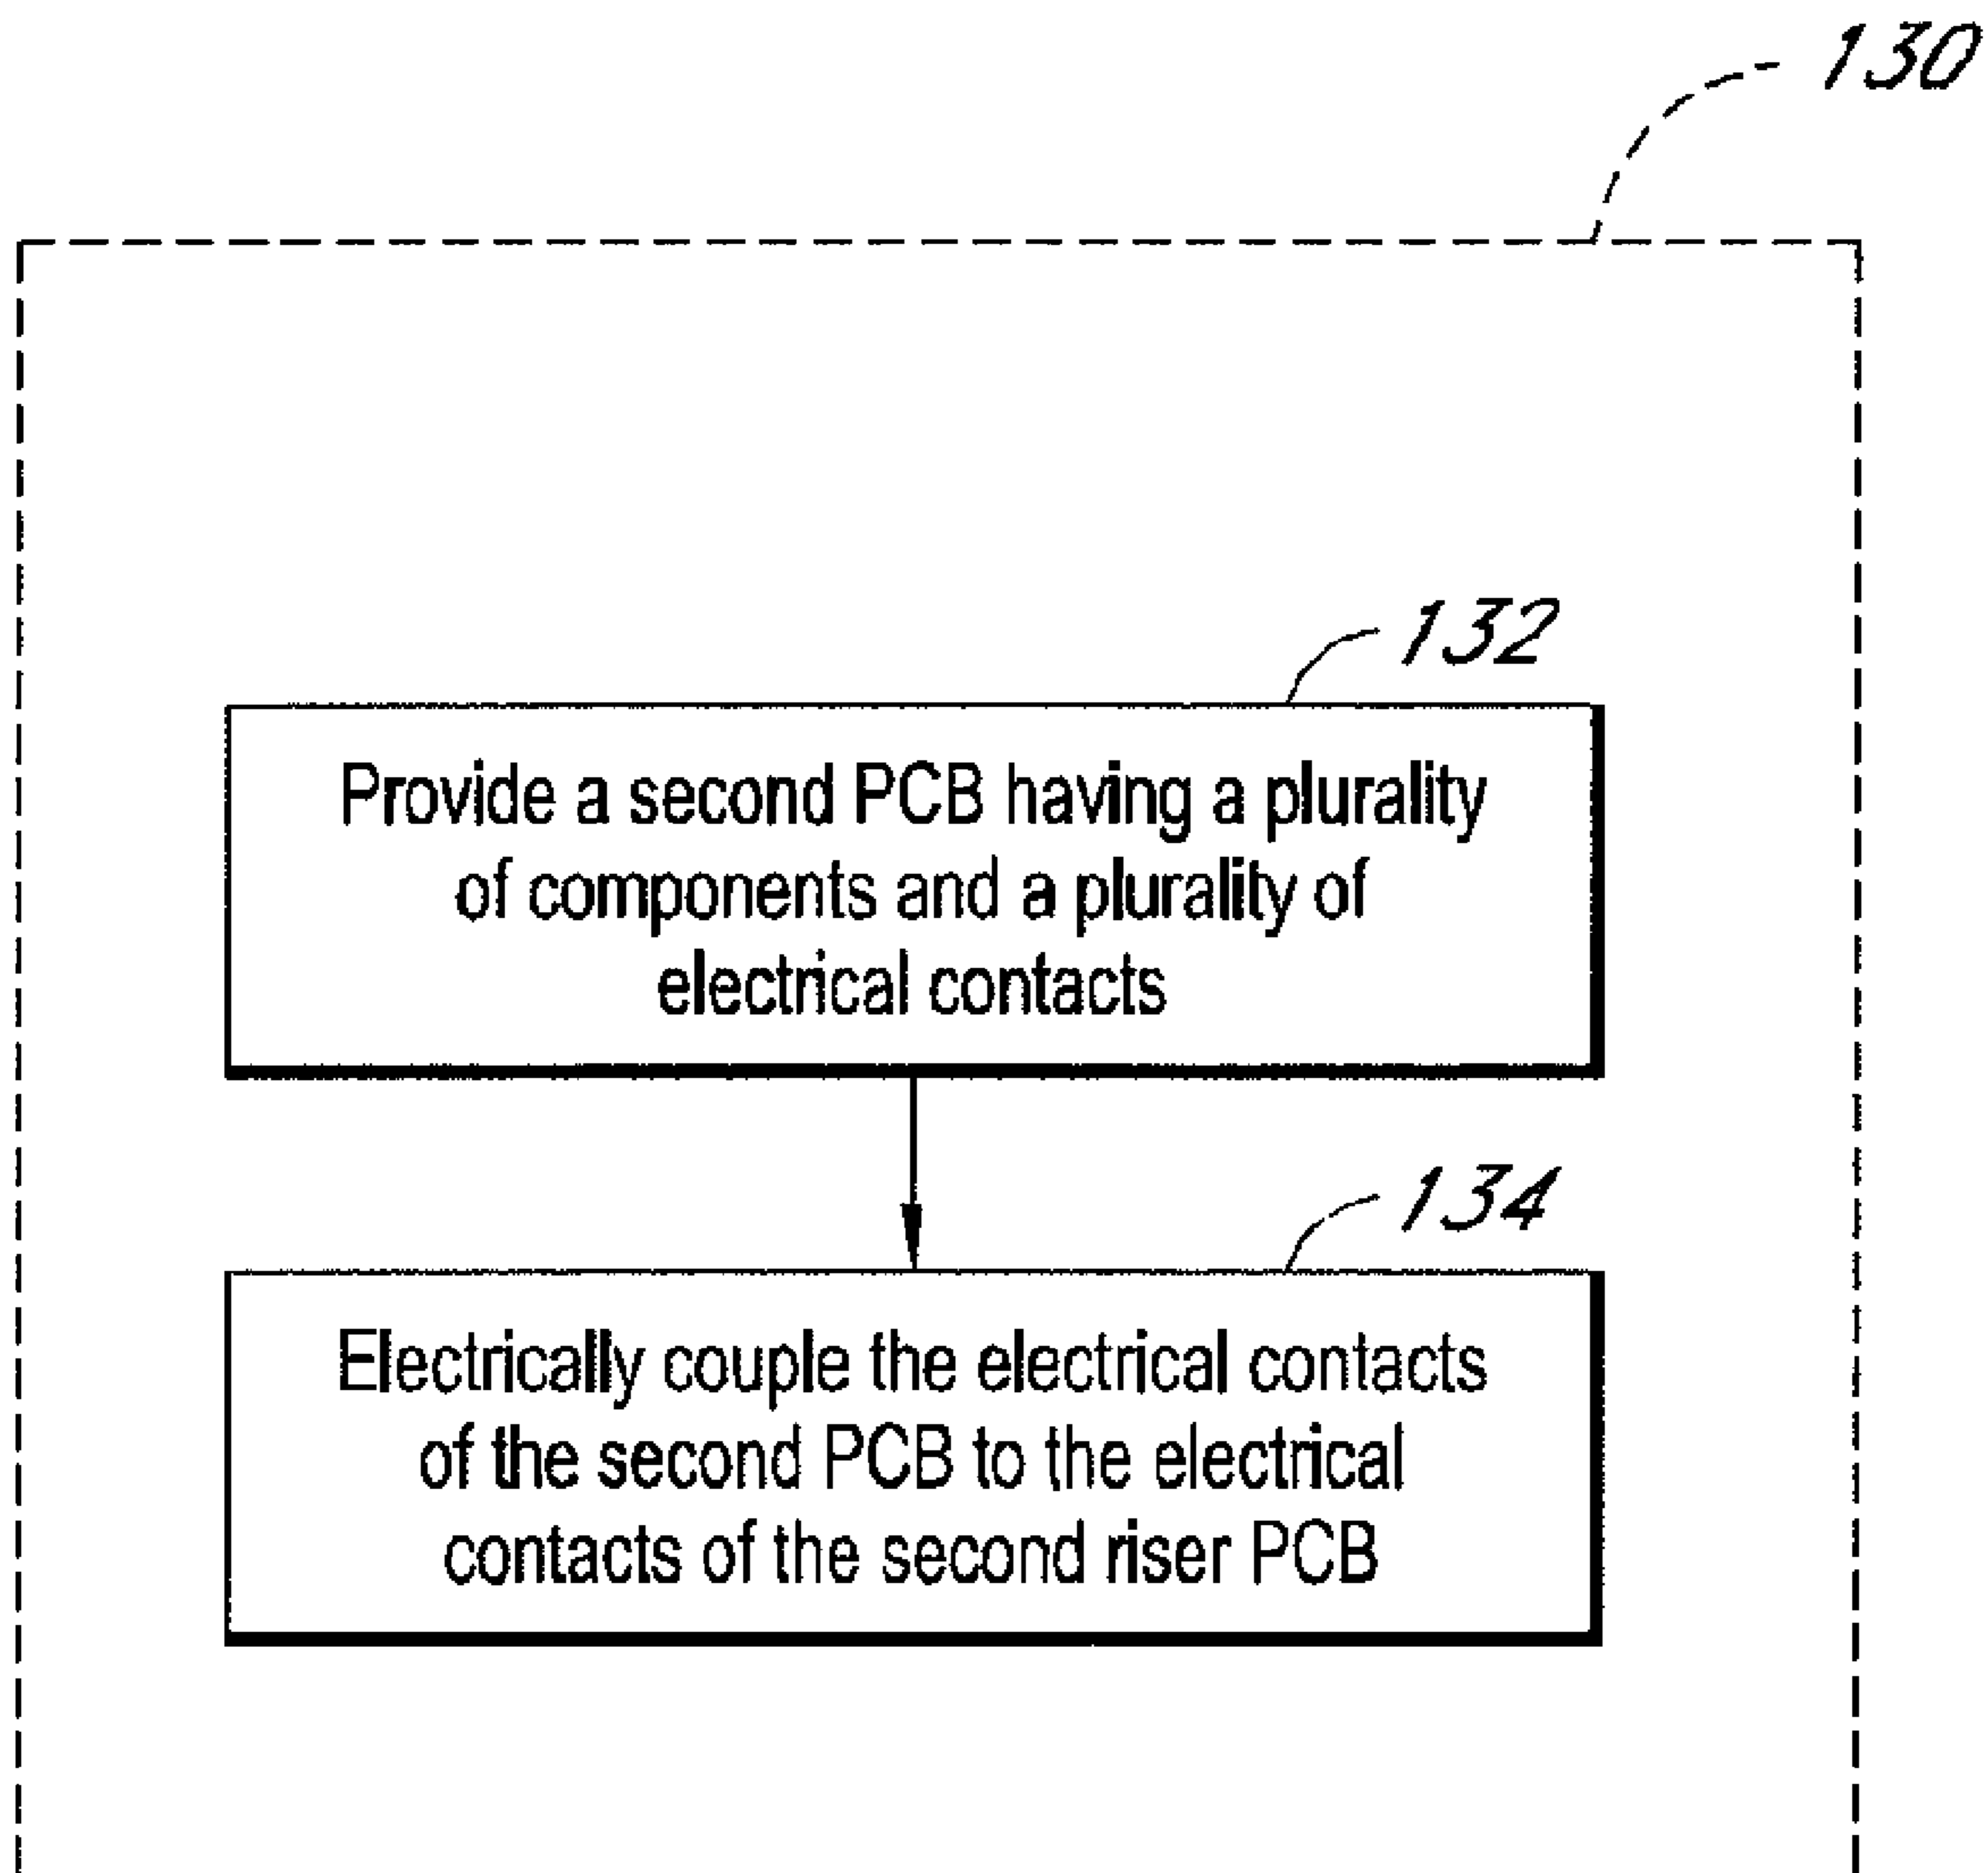 130
132
Provide a second PCB having a plurality
of components and a plurality of
electrical contacts
134
Electrically couple the electrical contacts
of the second PCB to the electrical
contacts of the second riser PCB